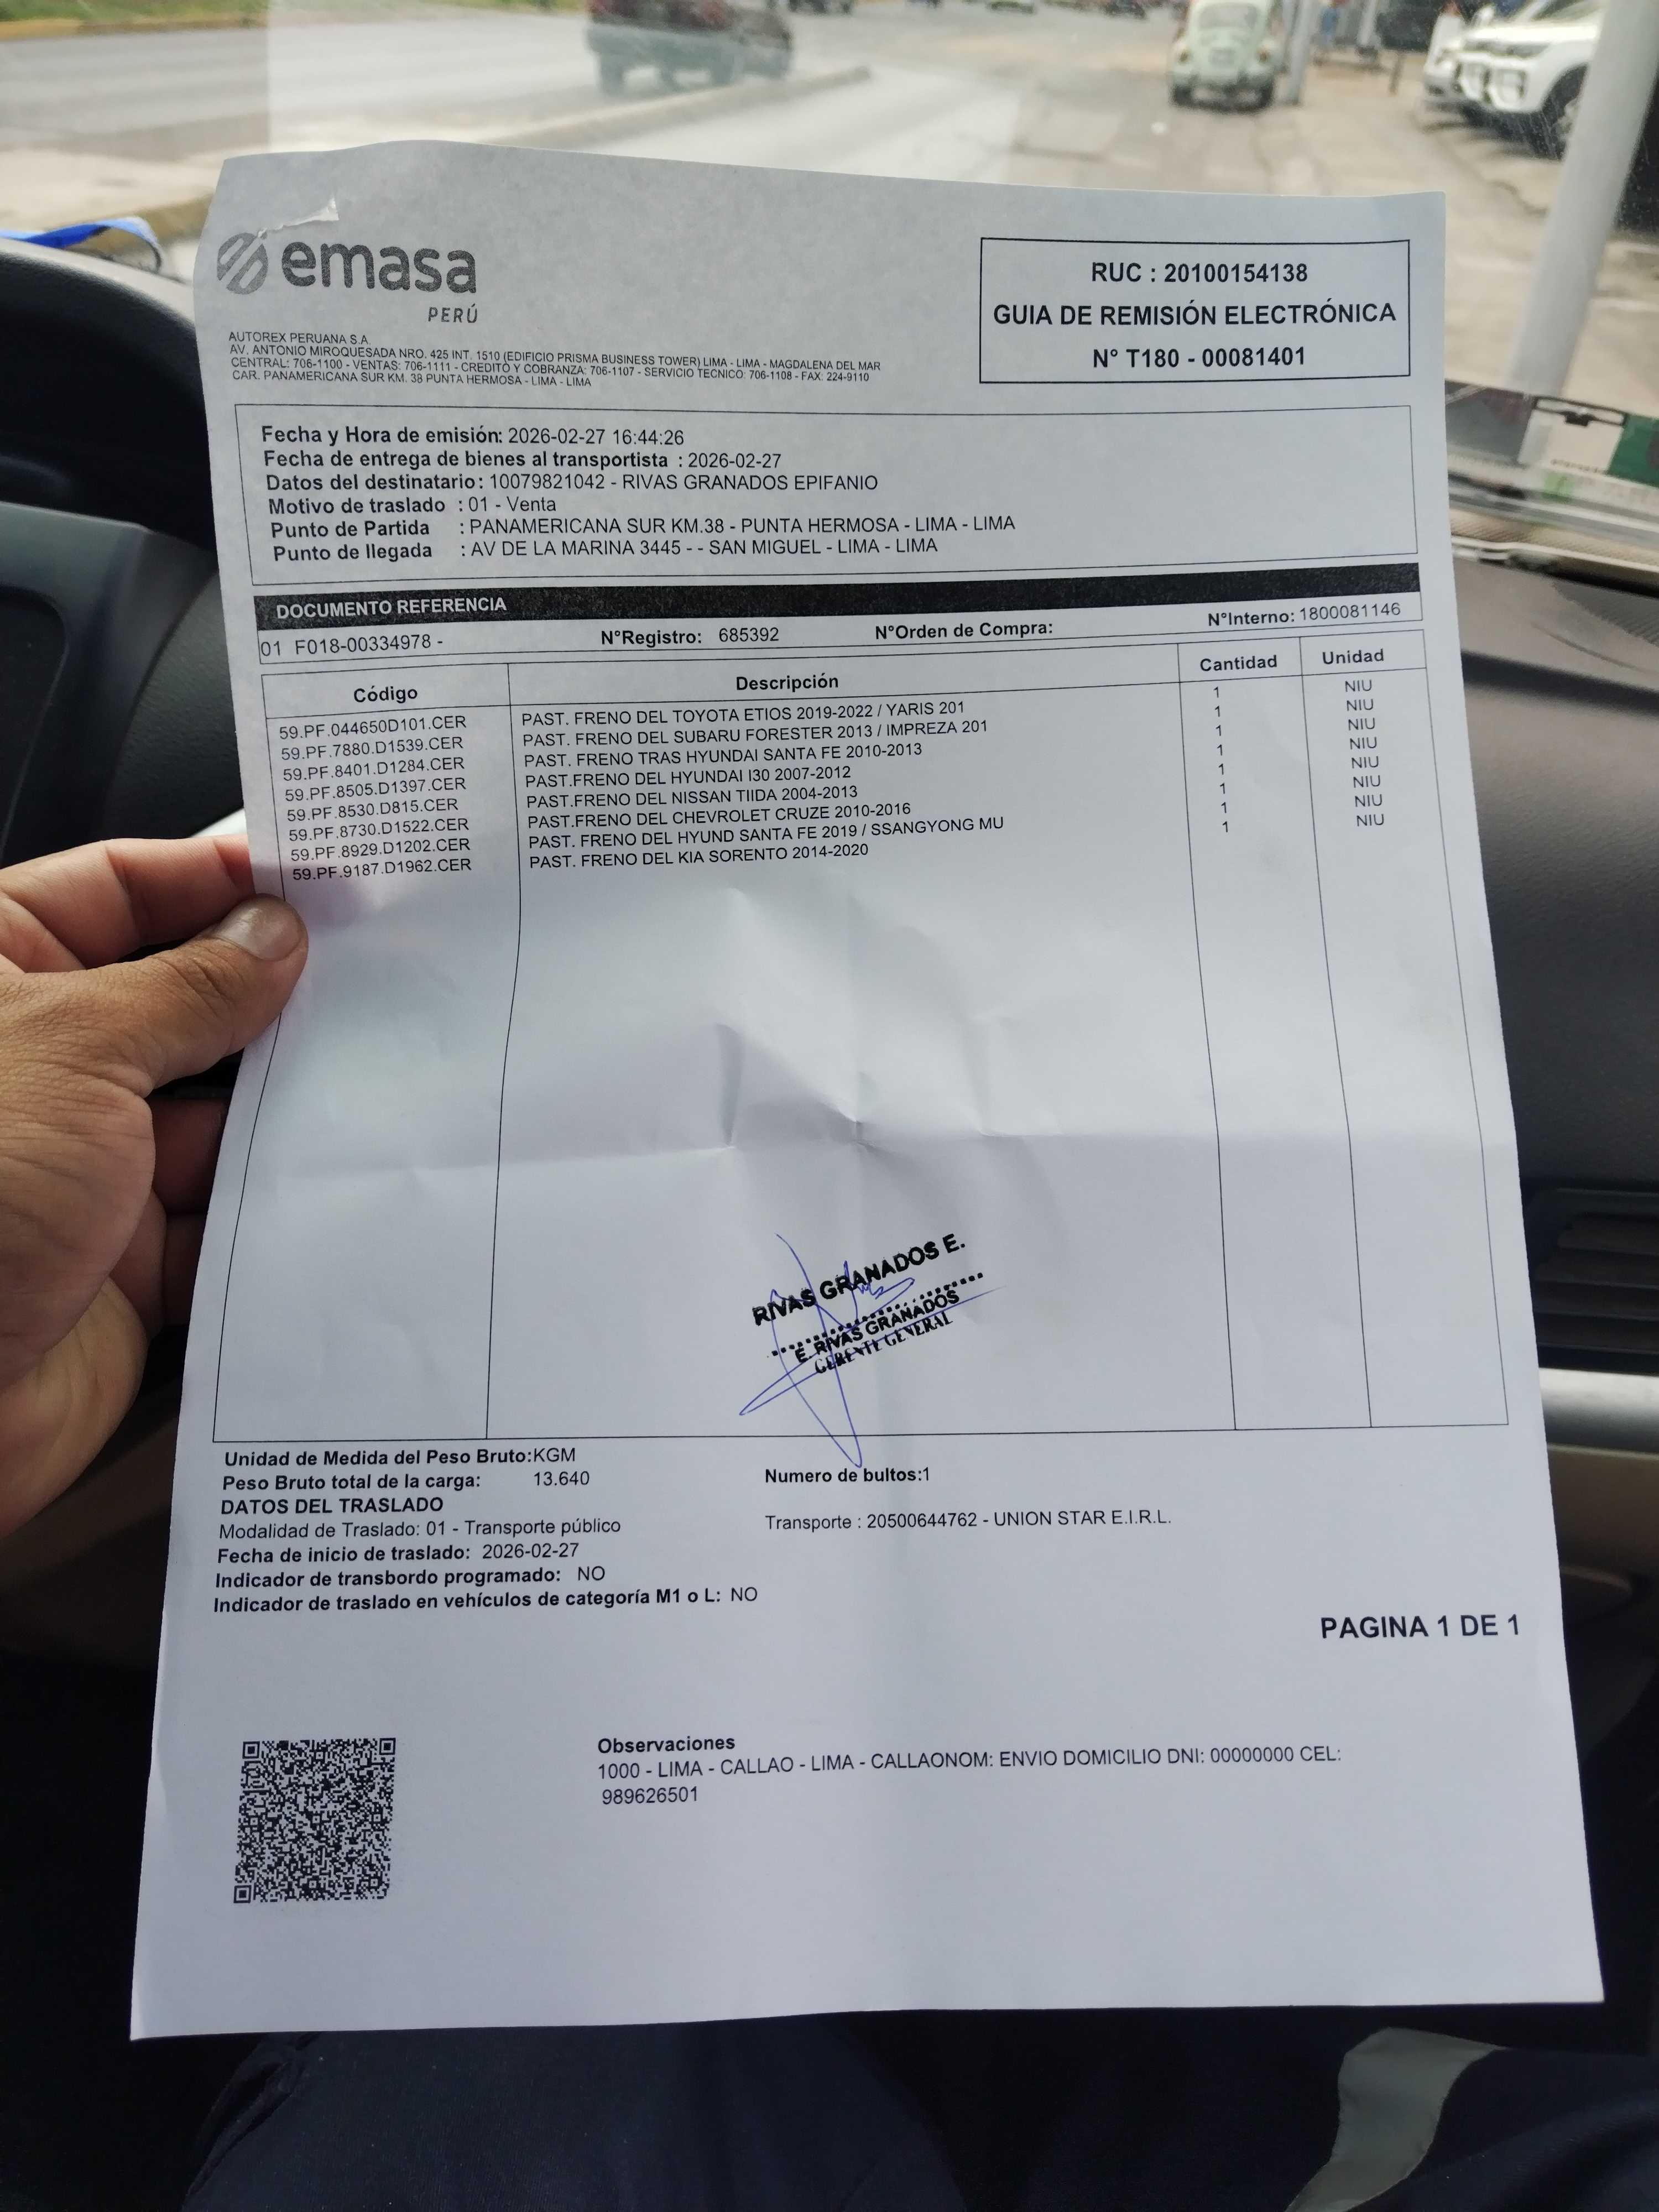 emasa
PERÚ
RUC : 20100154138
GUIA DE REMISIÓN ELECTRÓNICA
N° T180 - 00081401
AUTOREX PERUANA S.A.
AV. ANTONIO MIROQUESADA NRO. 425 INT. 1510 (EDIFICIO PRISMA BUSINESS TOWER) LIMA - LIMA - MAGDALENA DEL MAR
CENTRAL: 706-1100 - VENTAS: 706-1111 - CREDITO Y COBRANZA: 706-1107 - SERVICIO TECNICO: 706-1108 - FAX: 224-9110
CAR. PANAMERICANA SUR KM. 38 PUNTA HERMOSA - LIMA - LIMA
Fecha y Hora de emisión: 2026-02-27 16:44:26
Fecha de entrega de bienes al transportista : 2026-02-27
Datos del destinatario: 10079821042 - RIVAS GRANADOS EPIFANIO
Motivo de traslado : 01 - Venta
Punto de Partida : PANAMERICANA SUR KM.38 - PUNTA HERMOSA - LIMA - LIMA
Punto de llegada : AV DE LA MARINA 3445 - - SAN MIGUEL - LIMA - LIMA
DOCUMENTO REFERENCIA
01 F018-00334978 - N°Registro: 685392 N°Orden de Compra: N°Interno: 1800081146
Código Descripción Cantidad Unidad
59.PF.044650D101.CER PAST. FRENO DEL TOYOTA ETIOS 2019-2022 / YARIS 201 1 NIU
59.PF.7880.D1539.CER PAST. FRENO DEL SUBARU FORESTER 2013 / IMPREZA 201 1 NIU
59.PF.8401.D1284.CER PAST. FRENO TRAS HYUNDAI SANTA FE 2010-2013 1 NIU
59.PF.8505.D1397.CER PAST.FRENO DEL HYUNDAI I30 2007-2012 1 NIU
59.PF.8530.D815.CER PAST.FRENO DEL NISSAN TIIDA 2004-2013 1 NIU
59.PF.8730.D1522.CER PAST.FRENO DEL CHEVROLET CRUZE 2010-2016 1 NIU
59.PF.8929.D1202.CER PAST. FRENO DEL HYUND SANTA FE 2019 / SSANGYONG MU 1 NIU
59.PF.9187.D1962.CER PAST. FRENO DEL KIA SORENTO 2014-2020 1 NIU
RIVAS GRANADOS E.
E. RIVAS GRANADOS
GERENTE GENERAL
Unidad de Medida del Peso Bruto:KGM
Peso Bruto total de la carga: 13.640 Numero de bultos:1
DATOS DEL TRASLADO
Modalidad de Traslado: 01 - Transporte público Transporte : 20500644762 - UNION STAR E.I.R.L.
Fecha de inicio de traslado: 2026-02-27
Indicador de transbordo programado: NO
Indicador de traslado en vehículos de categoría M1 o L: NO
PAGINA 1 DE 1
Observaciones
1000 - LIMA - CALLAO - LIMA - CALLAONOM: ENVIO DOMICILIO DNI: 00000000 CEL:
989626501